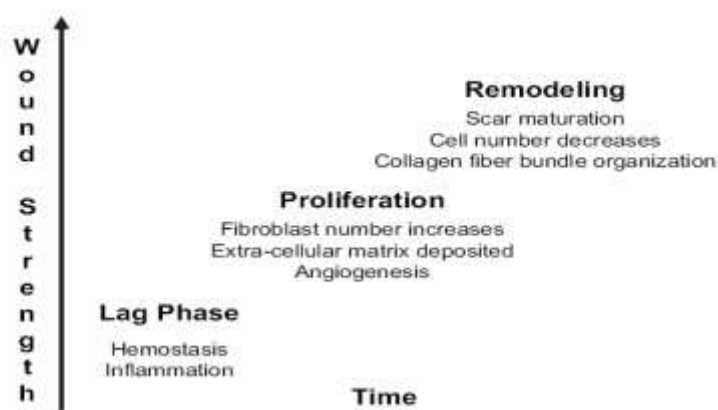 Wound Strength
Remodeling
Scar maturation
Cell number decreases
Collagen fiber bundle organization
Proliferation
Fibroblast number increases
Extra-cellular matrix deposited
Angiogenesis
Lag Phase
Hemostasis
Inflammation
Time